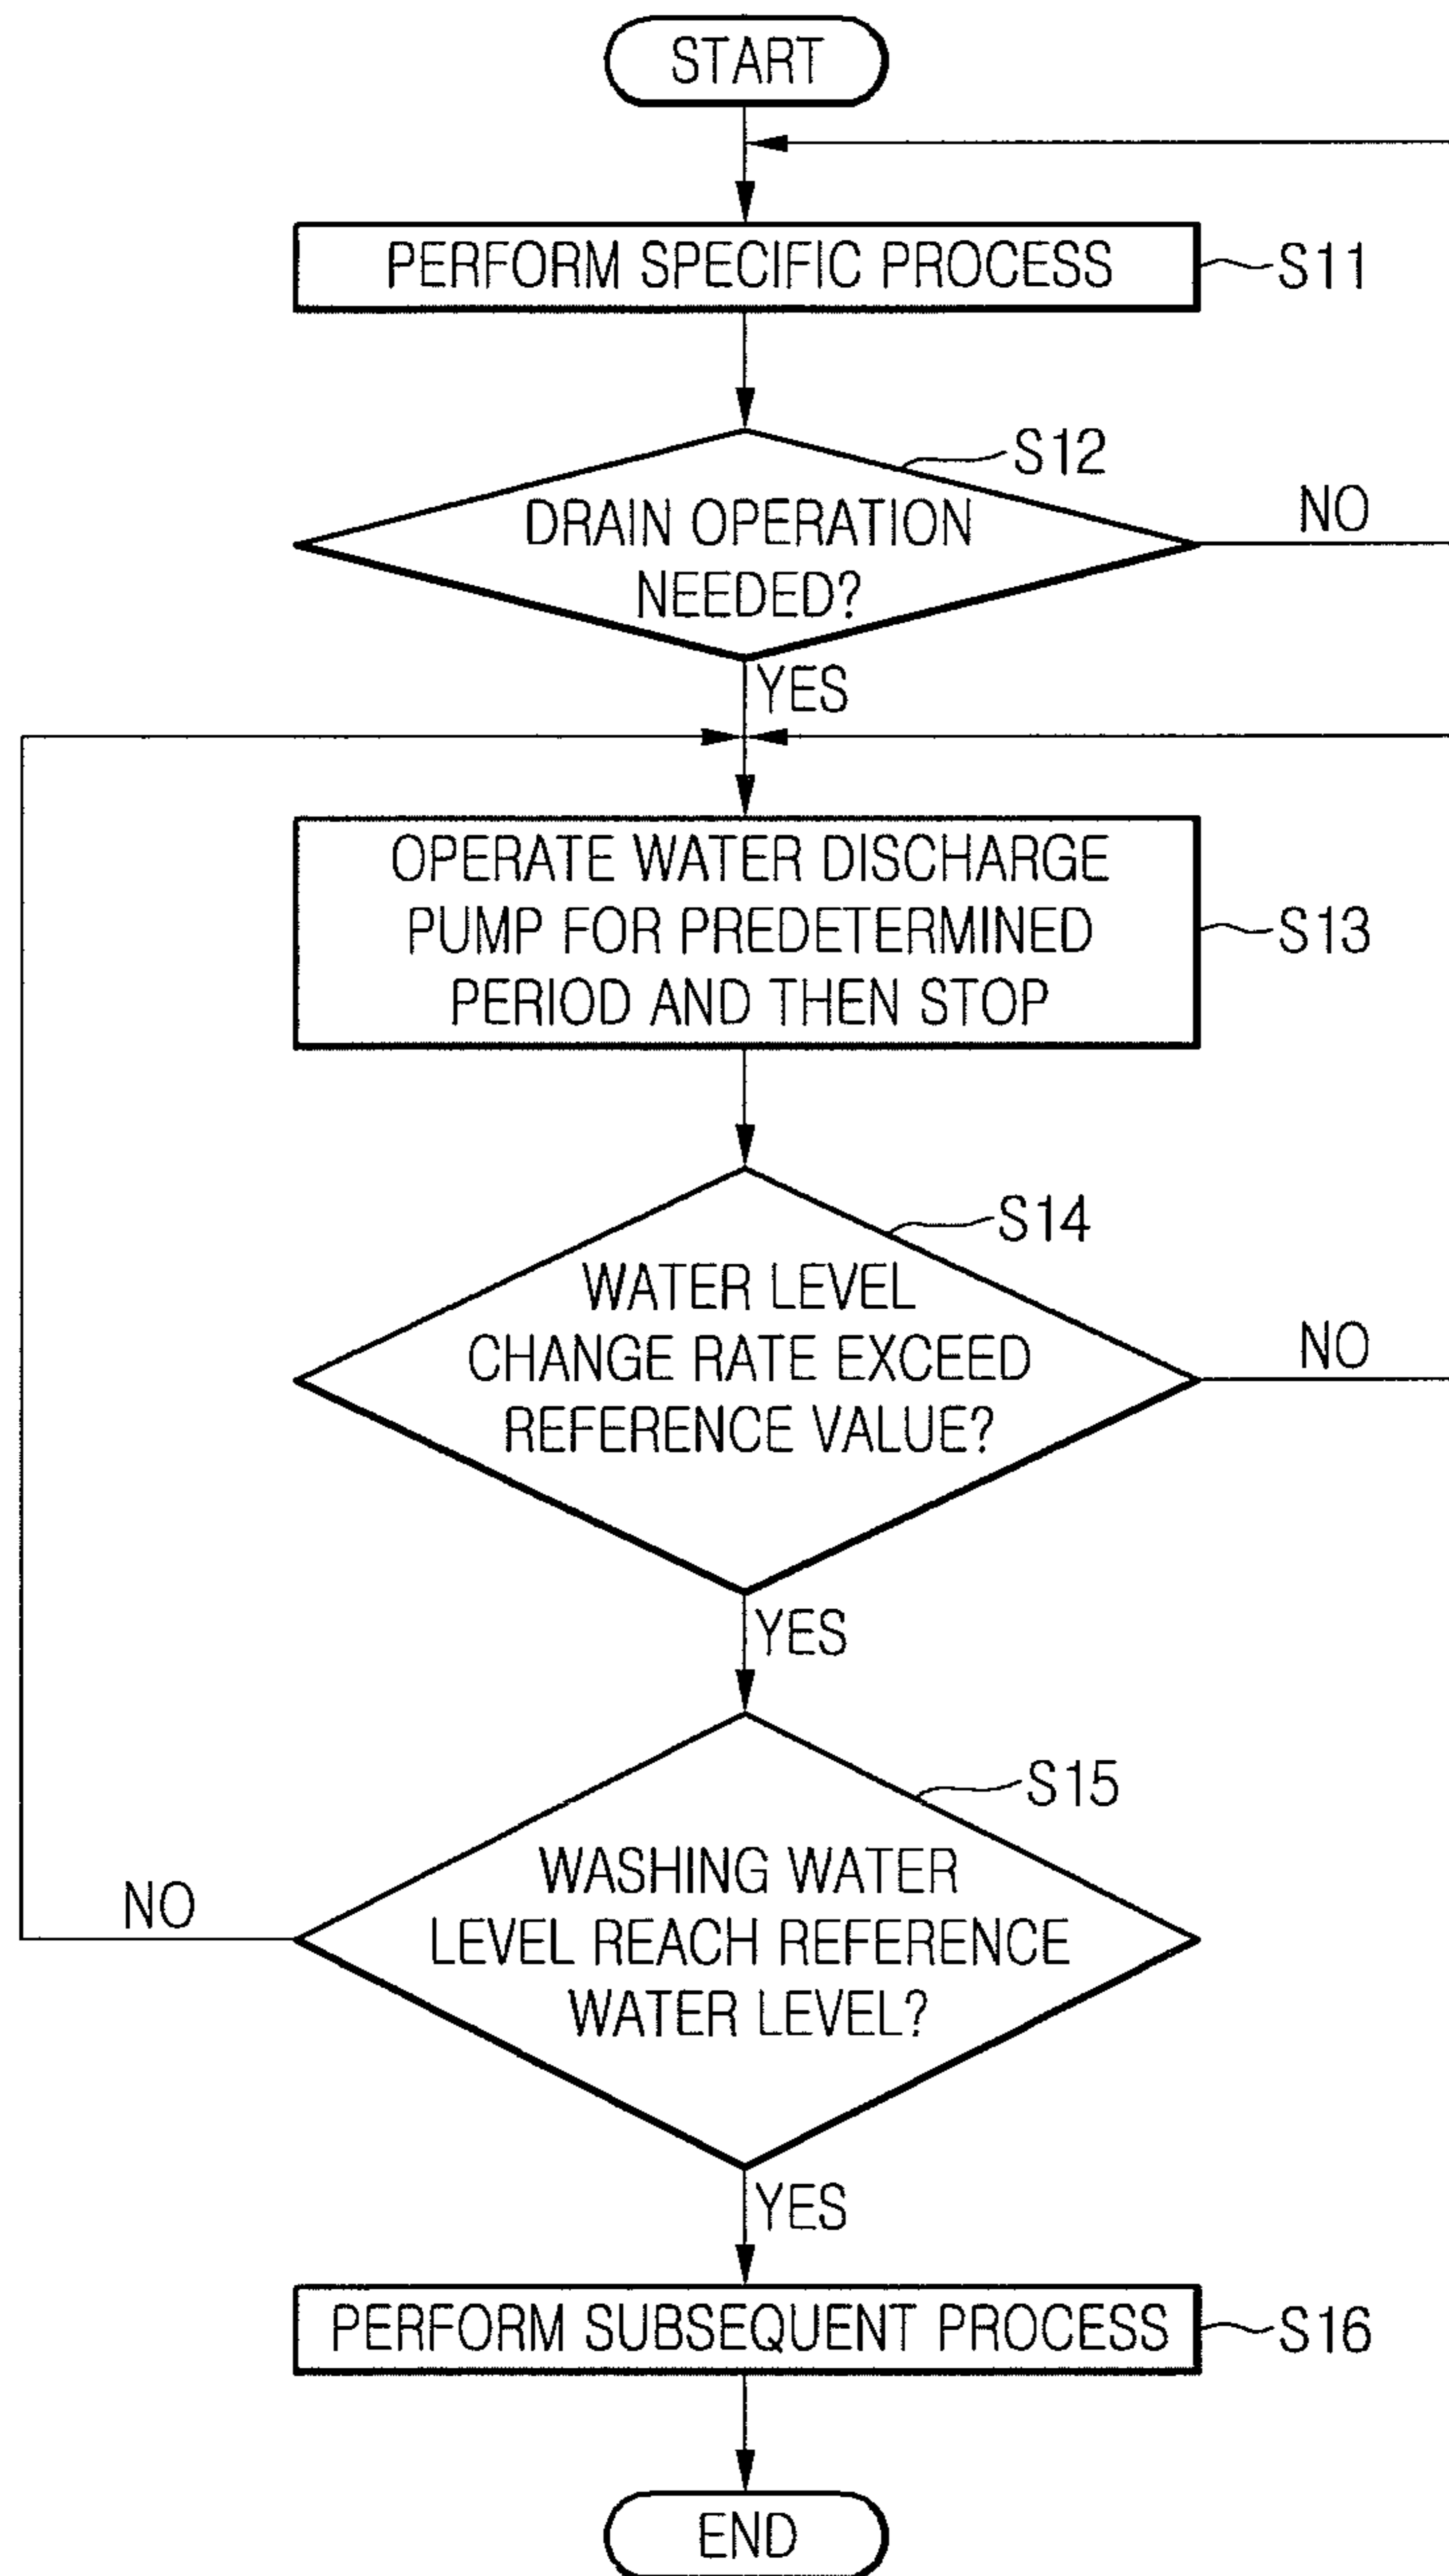 START
PERFORM SPECIFIC PROCESS
S11
S12
DRAIN OPERATION
NEEDED?
NO
YES
OPERATE WATER DISCHARGE
PUMP FOR PREDETERMINED
PERIOD AND THEN STOP
S13
S14
WATER LEVEL
CHANGE RATE EXCEED
REFERENCE VALUE?
NO
YES
S15
WASHING WATER
LEVEL REACH REFERENCE
WATER LEVEL?
NO
YES
PERFORM SUBSEQUENT PROCESS
S16
END